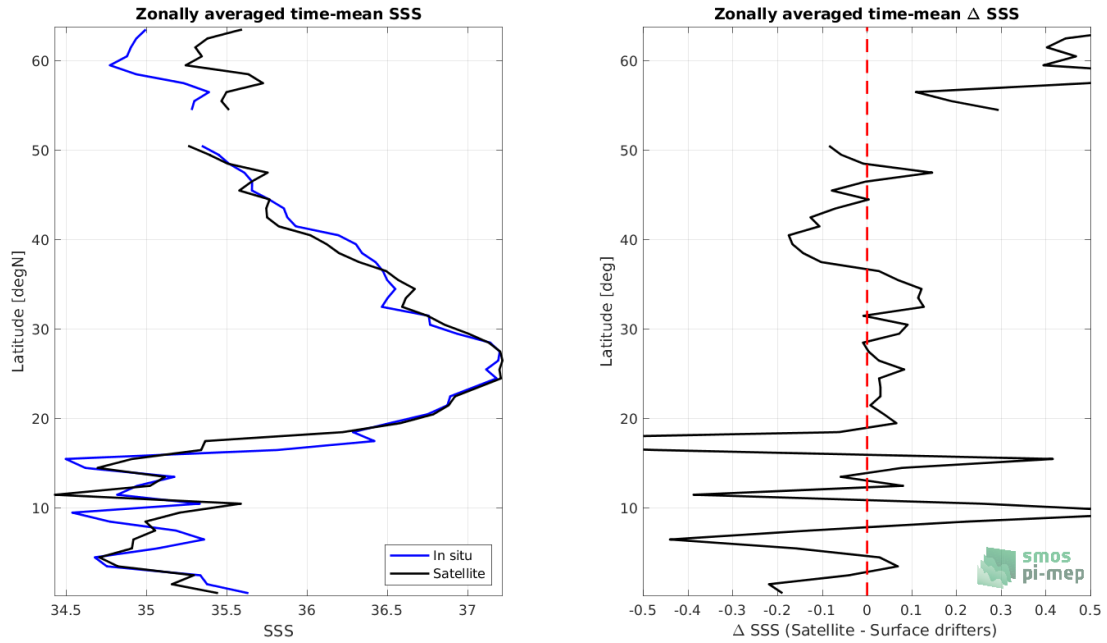 Zonally averaged time-mean SSS
60
50
40
30
20
10
Latitude [degN]
In situ
Satellite
34.5 35 35.5 36 36.5 37
SSS
Zonally averaged time-mean Δ SSS
60
50
40
30
20
10
Latitude [deg]
smos
pi-mep
-0.5 -0.4 -0.3 -0.2 -0.1 0 0.1 0.2 0.3 0.4 0.5
Δ SSS (Satellite - Surface drifters)